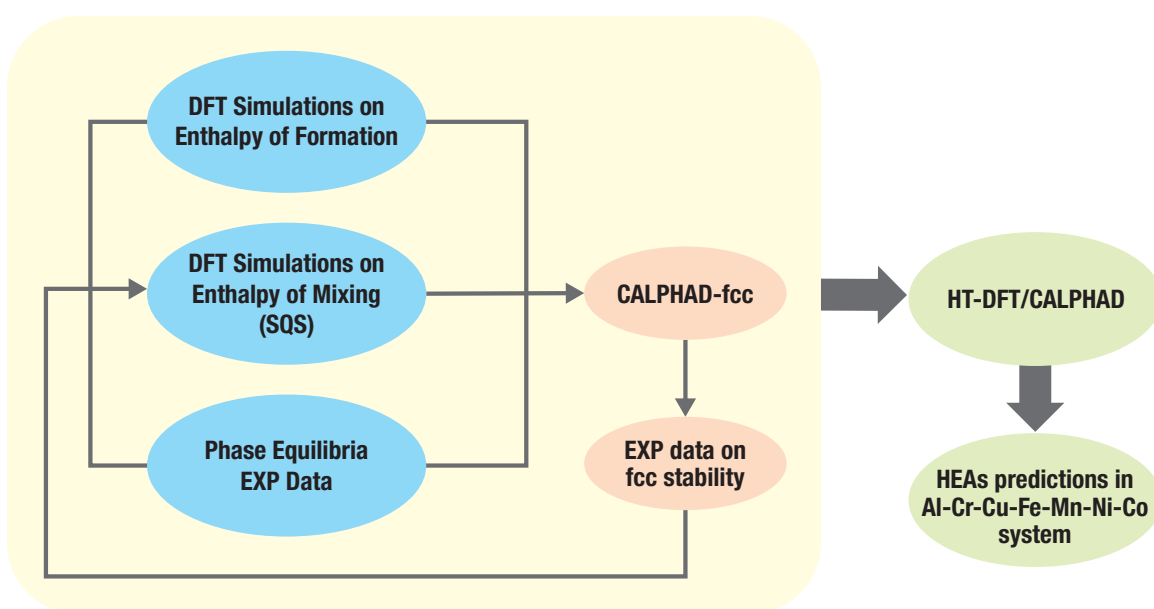 DFT Simulations on
Enthalpy of Formation
DFT Simulations on
Enthalpy of Mixing
(SQS)
Phase Equilibria
EXP Data
CALPHAD-fcc
EXP data on
fcc stability
HT-DFT/CALPHAD
HEAs predictions in
Al-Cr-Cu-Fe-Mn-Ni-Co
system